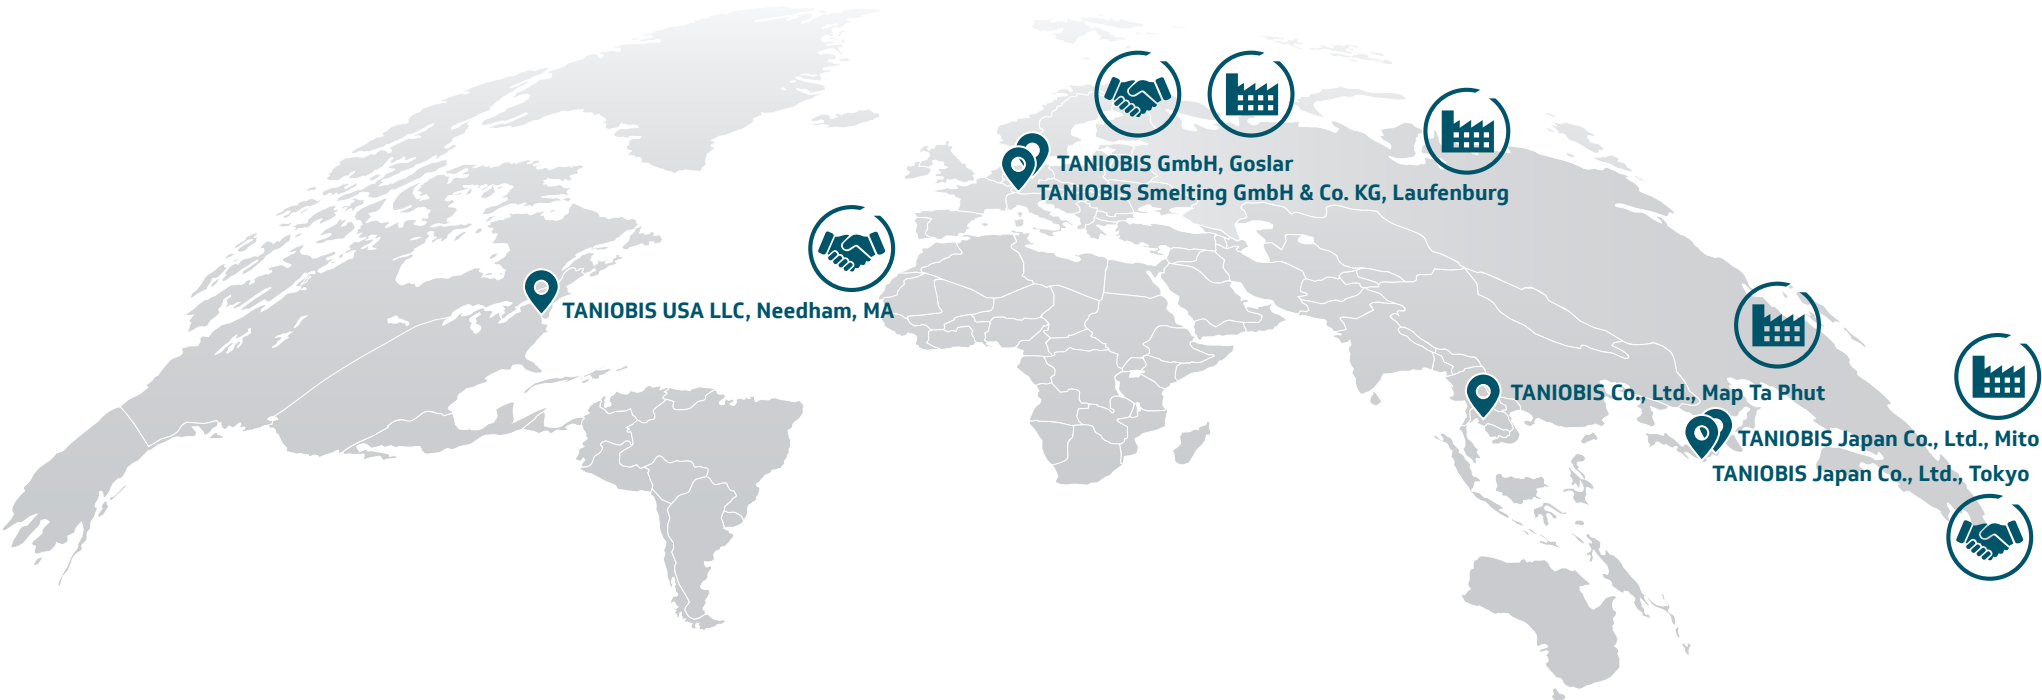 TANIOBIS GmbH, Goslar
TANIOBIS Smelting GmbH & Co. KG, Laufenburg
TANIOBIS USA LLC, Needham, MA
TANIOBIS Co., Ltd., Map Ta Phut
TANIOBIS Japan Co., Ltd., Mito
TANIOBIS Japan Co., Ltd., Tokyo